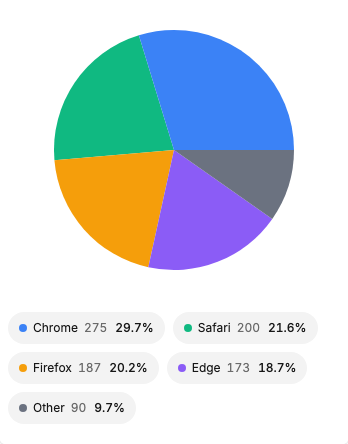 Chrome 275 29.7% Safari 200 21.6%
Firefox 187 20.2% Edge 173 18.7%
Other 90 9.7%